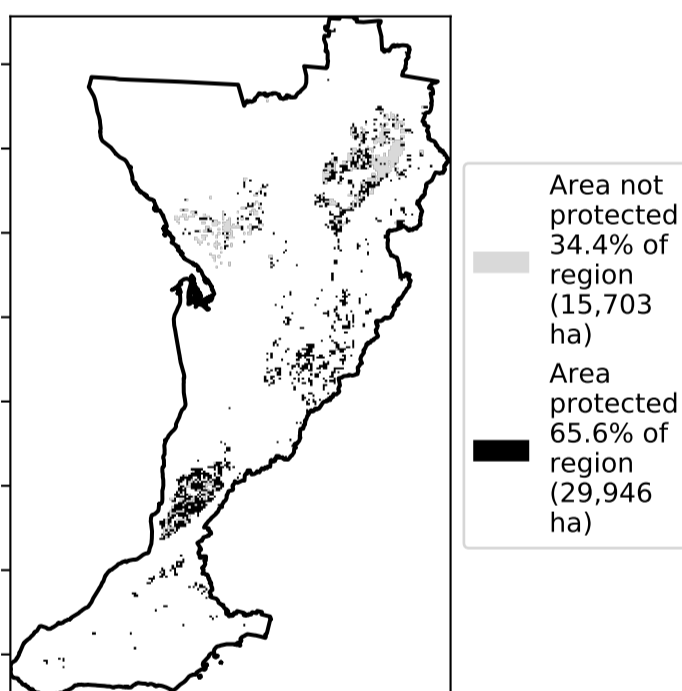 Area not
protected
34.4% of
region
(15,703
ha)
Area
protected
65.6% of
region
(29,946
ha)